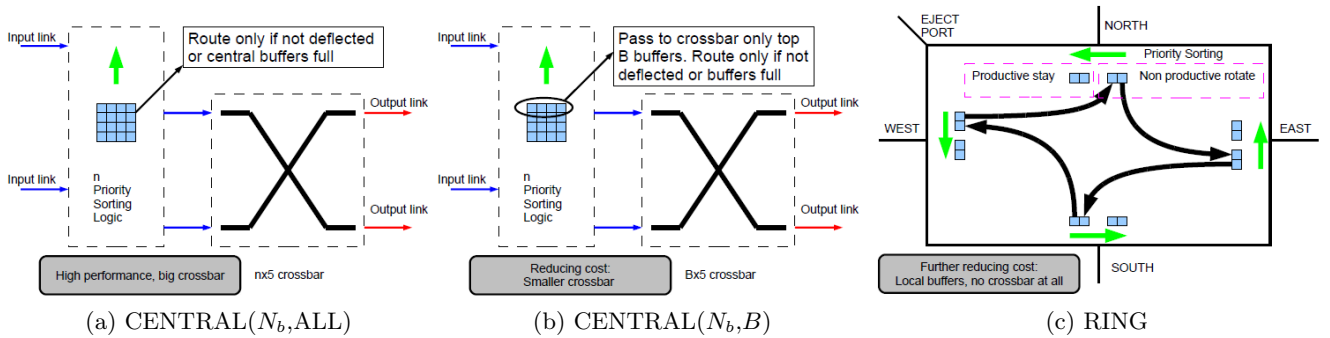 Input link
Route only if not deflected
or central buffers full
Input link
n
Priority
Sorting
Logic
Output link
Output link
High performance, big crossbar
nx5 crossbar
(a) CENTRAL(N_b,ALL)
Input link
Pass to crossbar only top
B buffers. Route only if not
deflected or buffers full
Input link
n
Priority
Sorting
Logic
Output link
Output link
Reducing cost:
Smaller crossbar
Bx5 crossbar
(b) CENTRAL(N_b,B)
EJECT
PORT
NORTH
Priority Sorting
Productive stay
Non productive rotate
WEST
EAST
SOUTH
Further reducing cost:
Local buffers, no crossbar at all
(c) RING